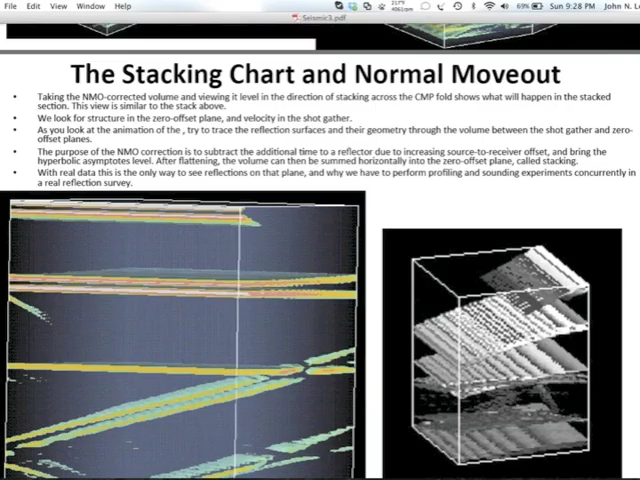 File Edit View Window Help
217°F
4061rpm
69%
Sun 9:28 PM
John N. Lo
Seismic3.pdf
The Stacking Chart and Normal Moveout
• Taking the NMO-corrected volume and viewing it level in the direction of stacking across the CMP fold shows what will happen in the stacked
section. This view is similar to the stack above.
• We look for structure in the zero-offset plane, and velocity in the shot gather.
• As you look at the animation of the , try to trace the reflection surfaces and their geometry through the volume between the shot gather and zero-
offset planes.
• The purpose of the NMO correction is to subtract the additional time to a reflector due to increasing source-to-receiver offset, and bring the
hyperbolic asymptotes level. After flattening, the volume can then be summed horizontally into the zero-offset plane, called stacking.
• With real data this is the only way to see reflections on that plane, and why we have to perform profiling and sounding experiments concurrently in
a real reflection survey.